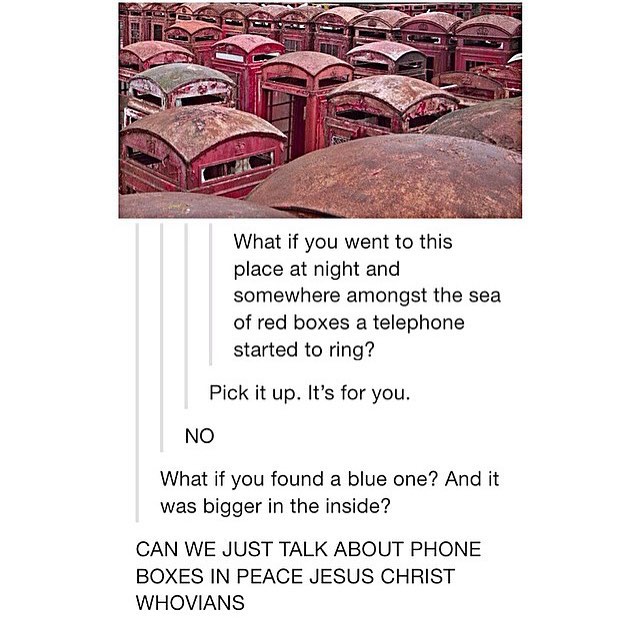 What if you went to this
place at night and
somewhere amongst the sea
of red boxes a telephone
started to ring?
Pick it up. It's for you.
NO
What if you found a blue one? And it
was bigger in the inside?
CAN WE JUST TALK ABOUT PHONE
BOXES IN PEACE JESUS CHRIST
WHOVIANS